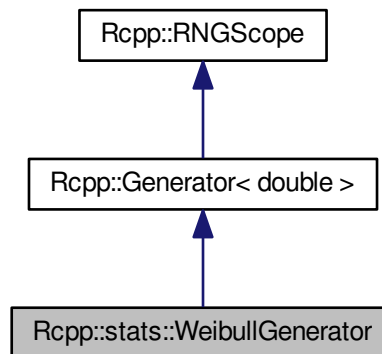 Rcpp::RNGScope
Rcpp::Generator< double >
Rcpp::stats::WeibullGenerator